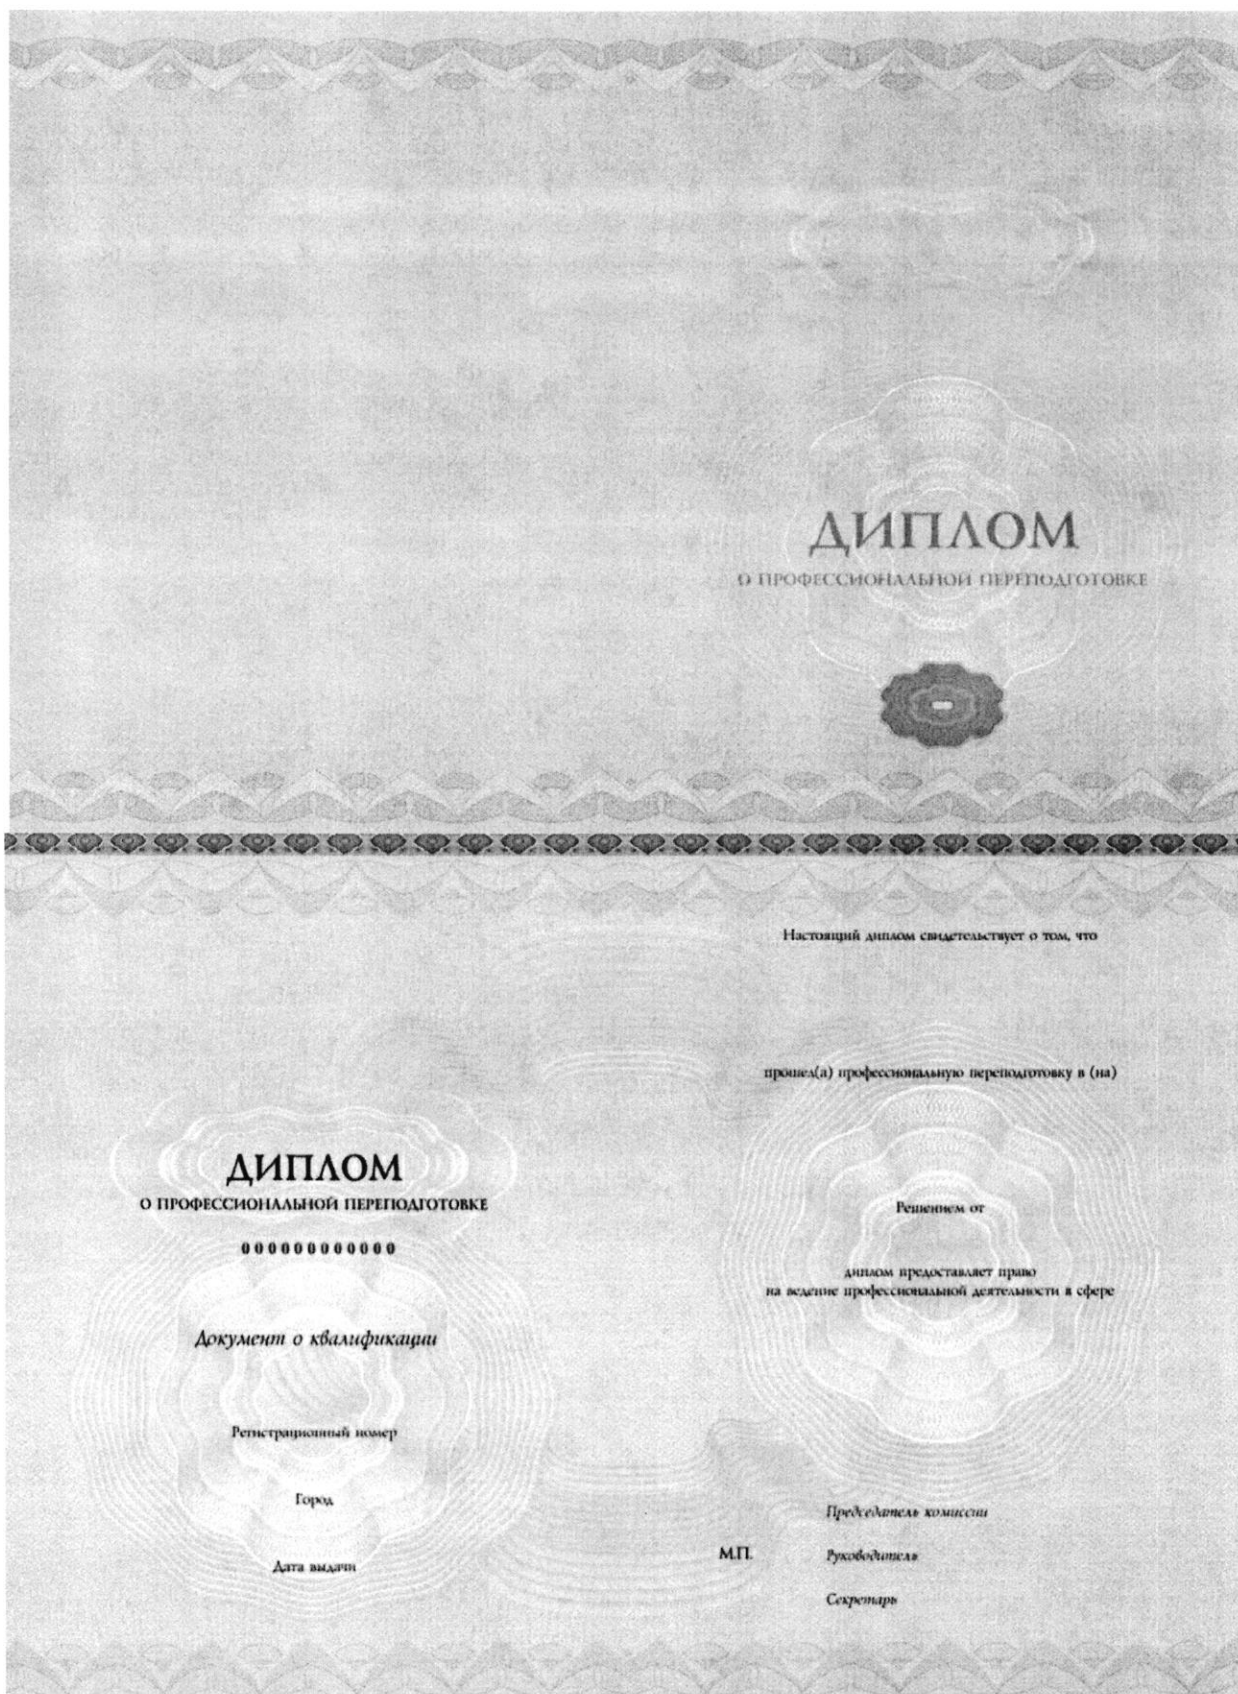 ДИПЛОМ
О ПРОФЕССИОНАЛЬНОЙ ПЕРЕПОДГОТОВКЕ
ДИПЛОМ
О ПРОФЕССИОНАЛЬНОЙ ПЕРЕПОДГОТОВКЕ
000000000000
Документ о квалификации
Регистрационный номер
Город
Дата выдачи
Настоящий диплом свидетельствует о том, что
прошел(а) профессиональную переподготовку в (на)
Решением от
диплом предоставляет право
на ведение профессиональной деятельности в сфере
М.П.
Председатель комиссии
Руководитель
Секретарь